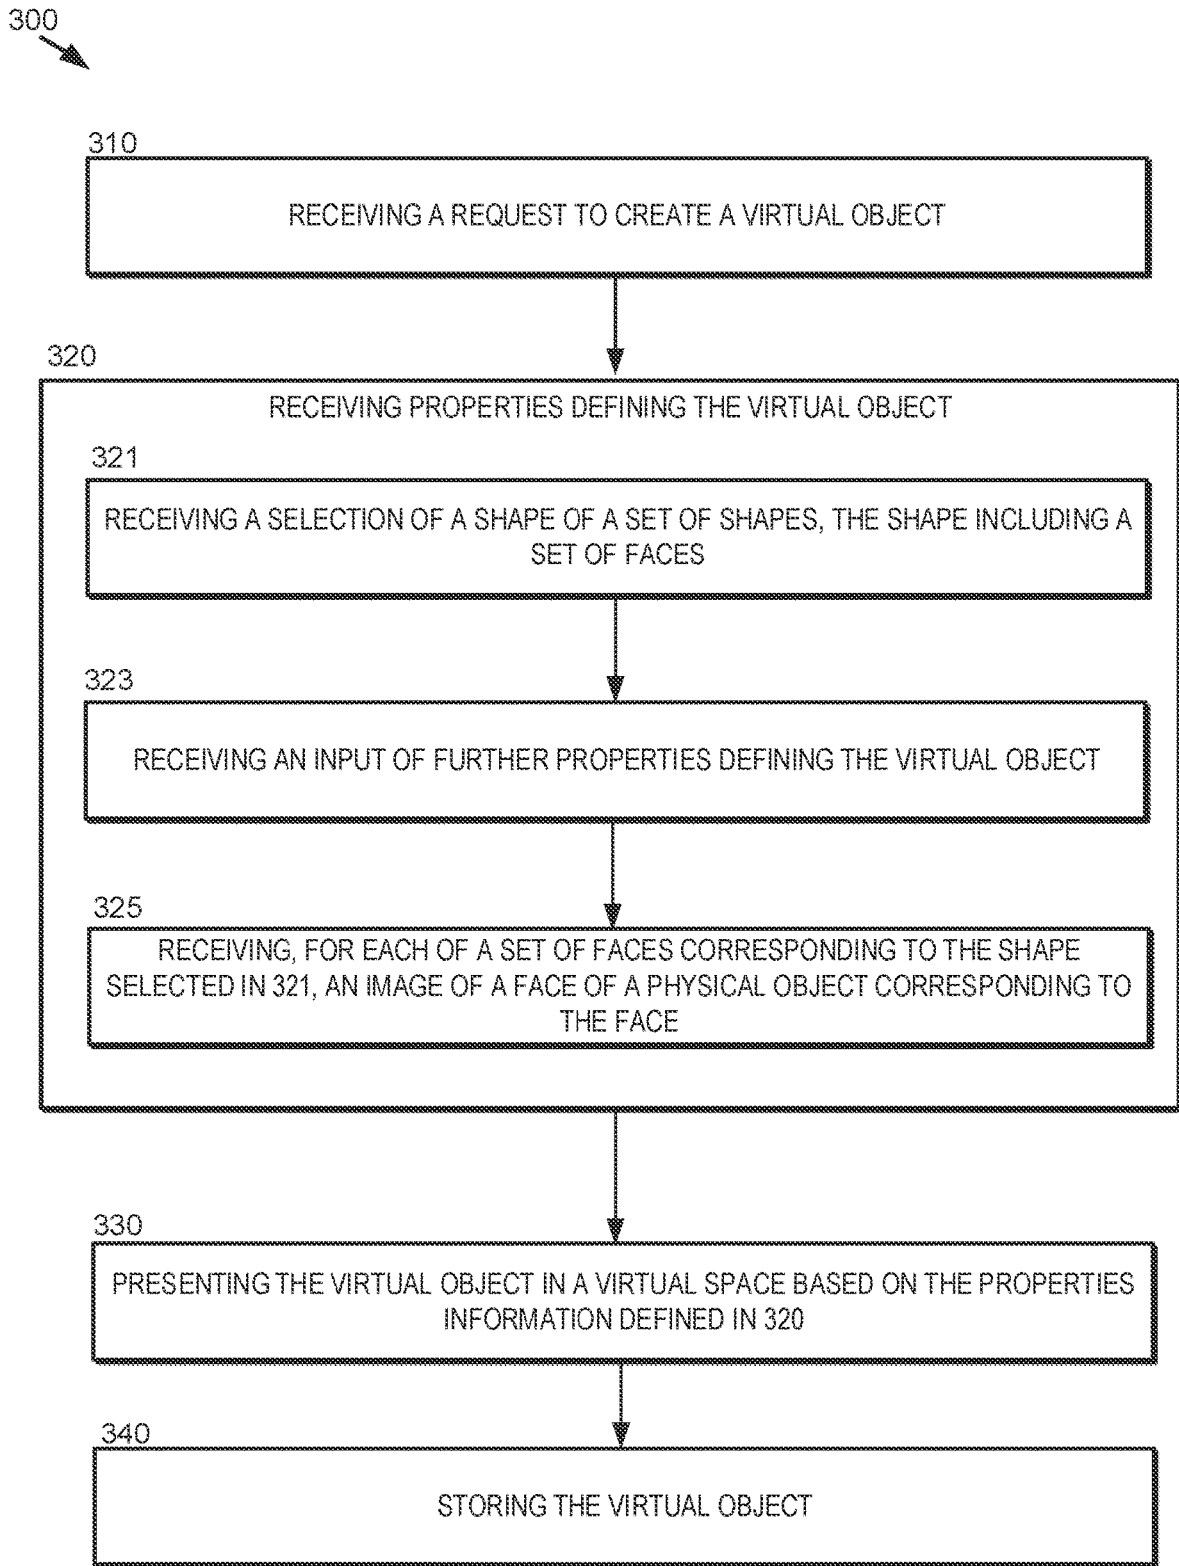 300
310
RECEIVING A REQUEST TO CREATE A VIRTUAL OBJECT
320
RECEIVING PROPERTIES DEFINING THE VIRTUAL OBJECT
321
RECEIVING A SELECTION OF A SHAPE OF A SET OF SHAPES, THE SHAPE INCLUDING A
SET OF FACES
323
RECEIVING AN INPUT OF FURTHER PROPERTIES DEFINING THE VIRTUAL OBJECT
325
RECEIVING, FOR EACH OF A SET OF FACES CORRESPONDING TO THE SHAPE
SELECTED IN 321, AN IMAGE OF A FACE OF A PHYSICAL OBJECT CORRESPONDING TO
THE FACE
330
PRESENTING THE VIRTUAL OBJECT IN A VIRTUAL SPACE BASED ON THE PROPERTIES
INFORMATION DEFINED IN 320
340
STORING THE VIRTUAL OBJECT